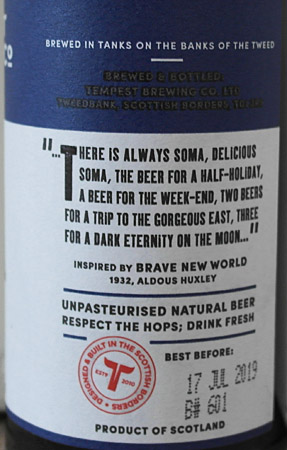 BREWED IN TANKS ON THE BANKS OF THE TWEED
BREWED & BOTTLED:
TEMPEST BREWING CO. LTD
TWEEDBANK, SCOTTISH BORDERS,
"... THERE IS ALWAYS SOMA, DELICIOUS
SOMA, THE BEER FOR A HALF-HOLIDAY,
A BEER FOR THE WEEK-END, TWO BEERS
FOR A TRIP TO THE GORGEOUS EAST, THREE
FOR A DARK ETERNITY ON THE MOON..."
INSPIRED BY BRAVE NEW WORLD
1932, ALDOUS HUXLEY
UNPASTEURISED NATURAL BEER
RESPECT THE HOPS; DRINK FRESH
DESIGNED & BUILT IN THE SCOTTISH BORDERS
ESTD 2010
T
BEST BEFORE:
17 JUL 2019
B# 601
PRODUCT OF SCOTLAND